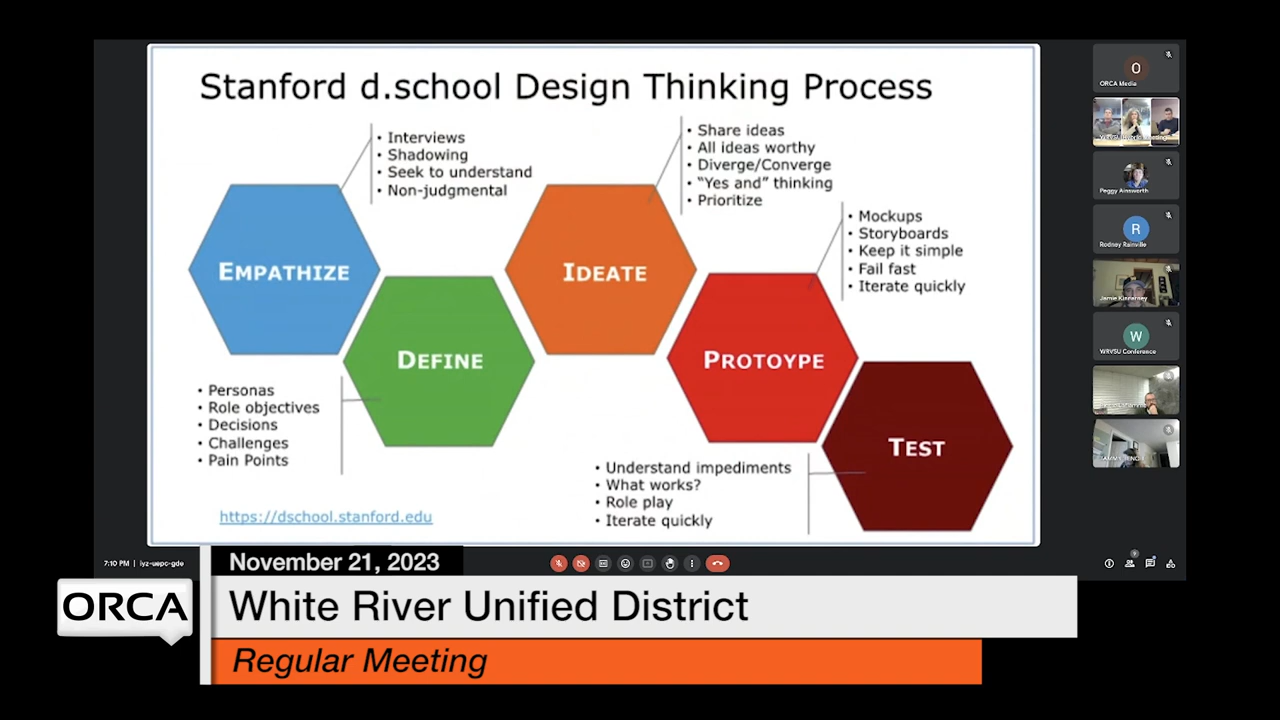 Stanford d.school Design Thinking Process
• Interviews
• Shadowing
• Seek to understand
• Non-judgmental
• Share ideas
• All ideas worthy
• Diverge/Converge
• “Yes and” thinking
• Prioritize
• Mockups
• Storyboards
• Keep it simple
• Fail fast
• Iterate quickly
EMPATHIZE
IDEATE
DEFINE
PROTOYPE
TEST
• Personas
• Role objectives
• Decisions
• Challenges
• Pain Points
• Understand impediments
• What works?
• Role play
• Iterate quickly
https://dschool.stanford.edu
O
ORCA Media
Peggy Ainsworth
R
Rodney Rainville
Jamie Kinnarney
W
WRVSU Conference
7:10 PM | iyz-uepc-gdo
9
November 21, 2023
ORCA
White River Unified District
Regular Meeting